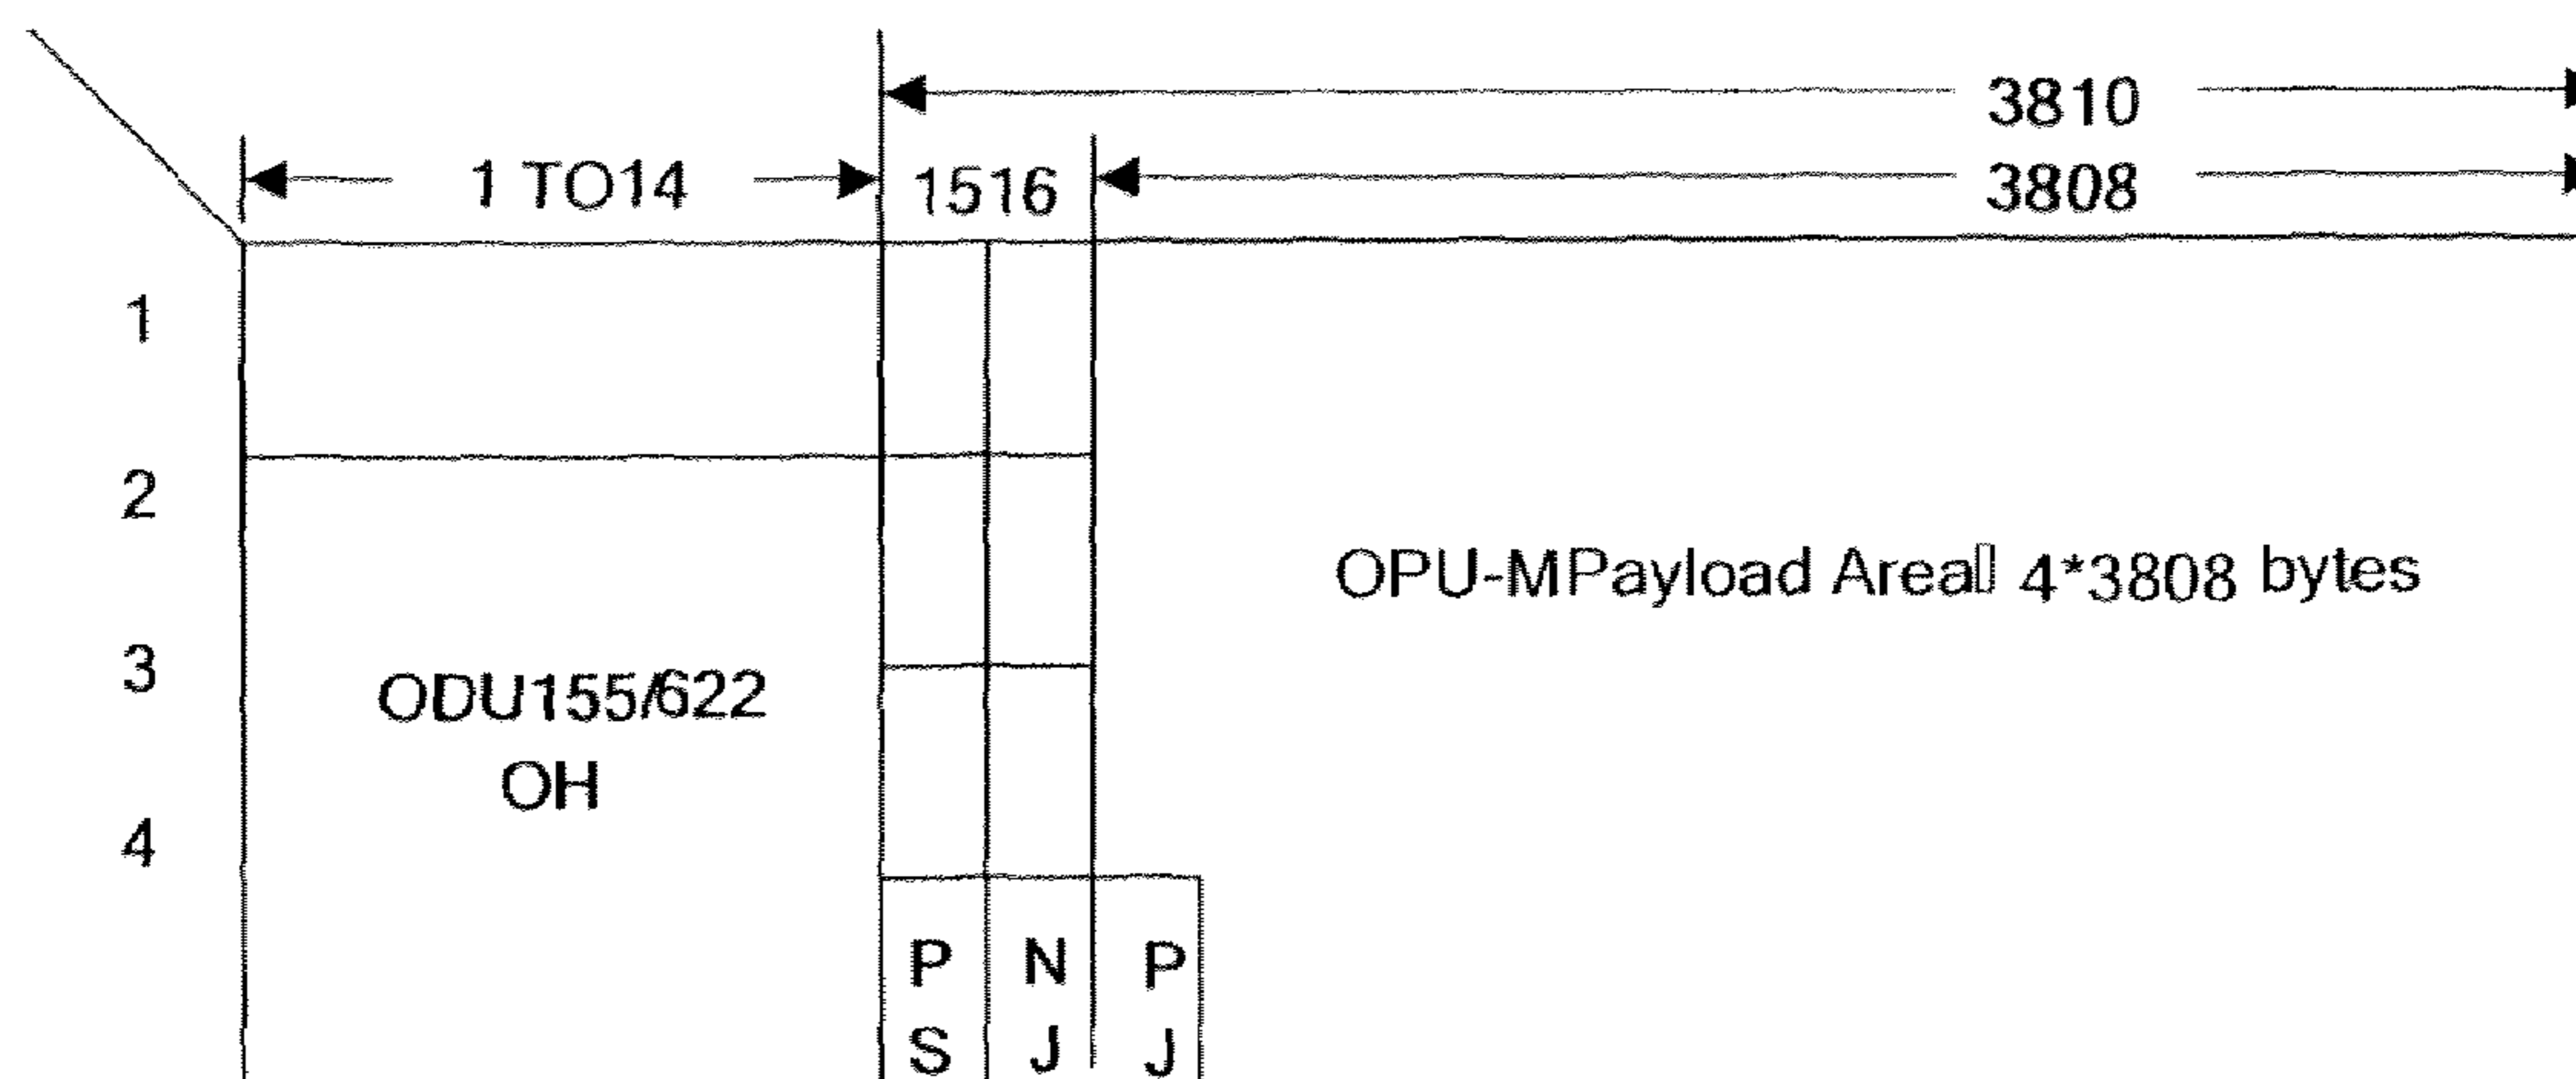 3810
1 TO14
1516
3808
1
2
OPU-MPayload Area▯ 4*3808 bytes
3
ODU155/622
OH
4
P N P
S J J